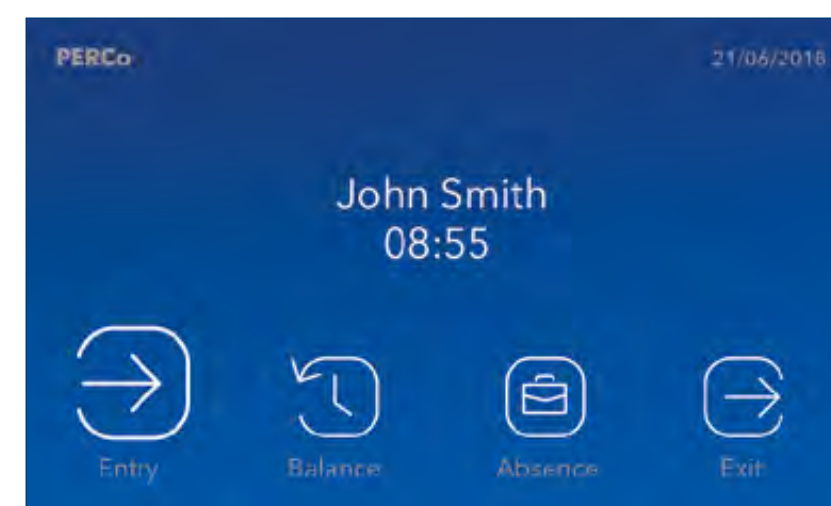 PERCo
21/06/2018
John Smith
08:55
Entry
Balance
Absence
Exit